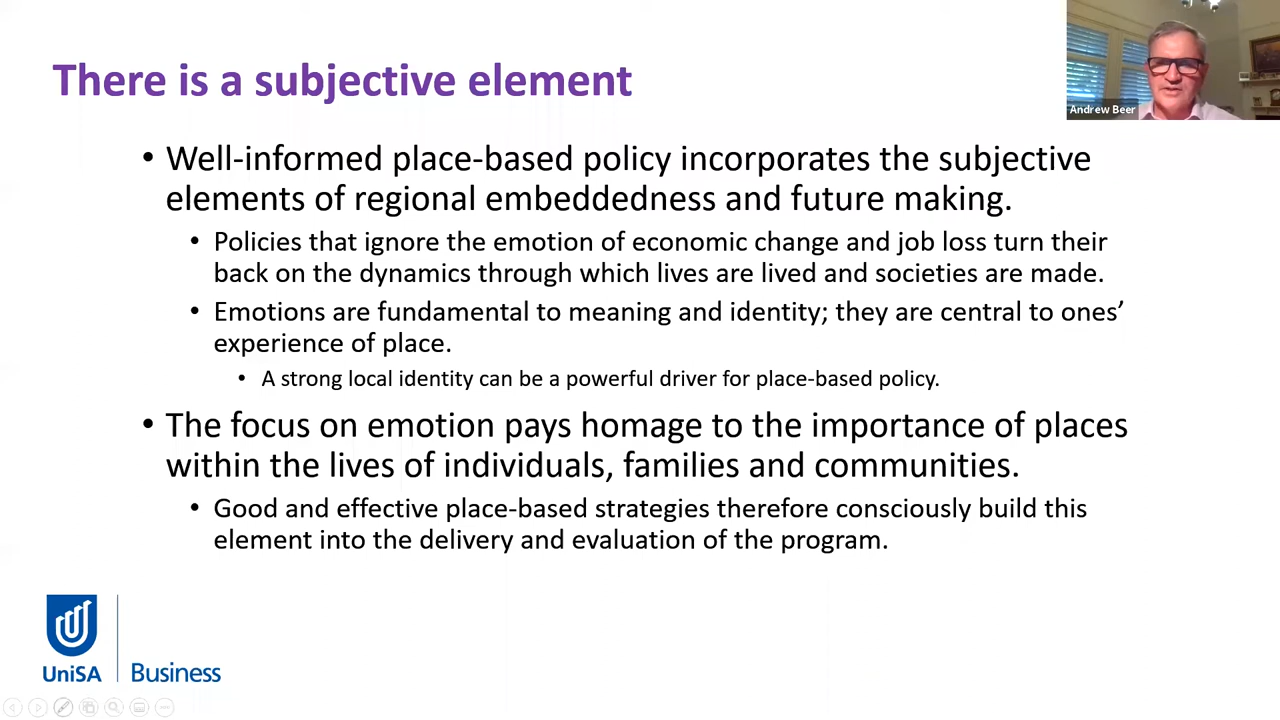 There is a subjective element
Andrew Beer
• Well-informed place-based policy incorporates the subjective
elements of regional embeddedness and future making.
• Policies that ignore the emotion of economic change and job loss turn their
back on the dynamics through which lives are lived and societies are made.
• Emotions are fundamental to meaning and identity; they are central to ones’
experience of place.
• A strong local identity can be a powerful driver for place-based policy.
• The focus on emotion pays homage to the importance of places
within the lives of individuals, families and communities.
• Good and effective place-based strategies therefore consciously build this
element into the delivery and evaluation of the program.
UniSA
Business